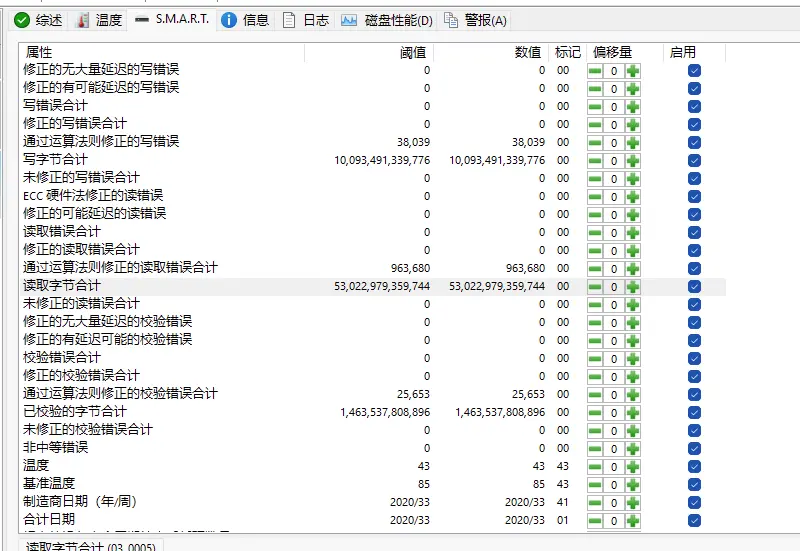 综述 温度 S.M.A.R.T. 信息 日志 磁盘性能(D) 警报(A)
属性 阈值 数值 标记 偏移量 启用
修正的无大量延迟的写错误 0 0 00 0
修正的有可能延迟的写错误 0 0 00 0
写错误合计 0 0 00 0
修正的写错误合计 0 0 00 0
通过运算法则修正的写错误 38,039 38,039 00 0
写字节合计 10,093,491,339,776 10,093,491,339,776 00 0
未修正的写错误合计 0 0 00 0
ECC 硬件法修正的读错误 0 0 00 0
修正的可能延迟的读错误 0 0 00 0
读取错误合计 0 0 00 0
修正的读取错误合计 0 0 00 0
通过运算法则修正的读取错误合计 963,680 963,680 00 0
读取字节合计 53,022,979,359,744 53,022,979,359,744 00 0
未修正的读错误合计 0 0 00 0
修正的无大量延迟的校验错误 0 0 00 0
修正的有延迟可能的校验错误 0 0 00 0
校验错误合计 0 0 00 0
修正的校验错误合计 0 0 00 0
通过运算法则修正的校验错误合计 25,653 25,653 00 0
已校验的字节合计 1,463,537,808,896 1,463,537,808,896 00 0
未修正的校验错误合计 0 0 00 0
非中等错误 0 0 00 0
温度 43 43 43 0
基准温度 85 85 43 0
制造商日期（年/周） 2020/33 2020/33 41 0
合计日期 2020/33 2020/33 01 0
读取字节合计 (03_0005)